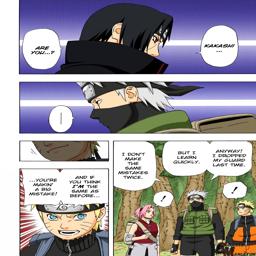 KAKASHI
...
ARE
YOU...?
ANYWAY!
I DROPPED
MY GUARD
LAST TIME.
BUT I
LEARN
QUICKLY.
I DON'T
MAKE
THE SAME
MISTAKES
TWICE.
!
!
AND IF
YOU THINK
I'M THE
SAME AS
BEFORE...
...YOU'RE
MAKIN'
A BIG
MISTAKE!